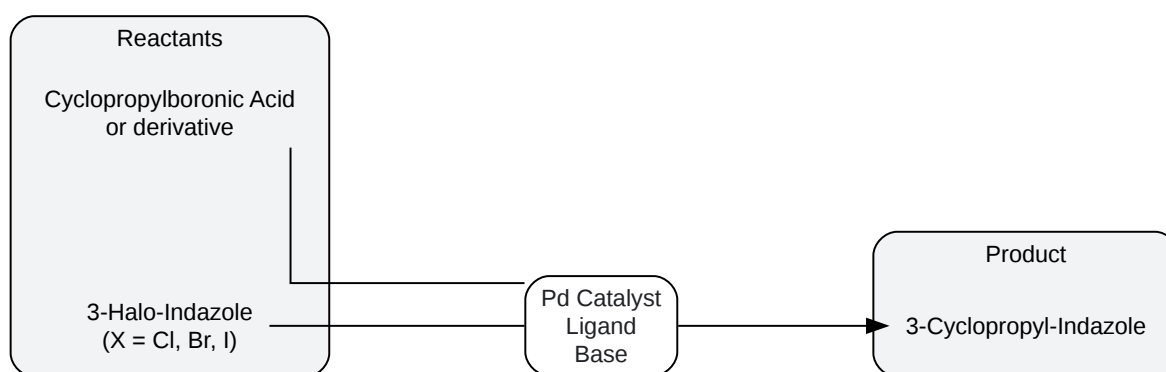 Reactants
Cyclopropylboronic Acid
or derivative
3-Halo-Indazole
(X = Cl, Br, I)
Pd Catalyst
Ligand
Base
Product
3-Cyclopropyl-Indazole